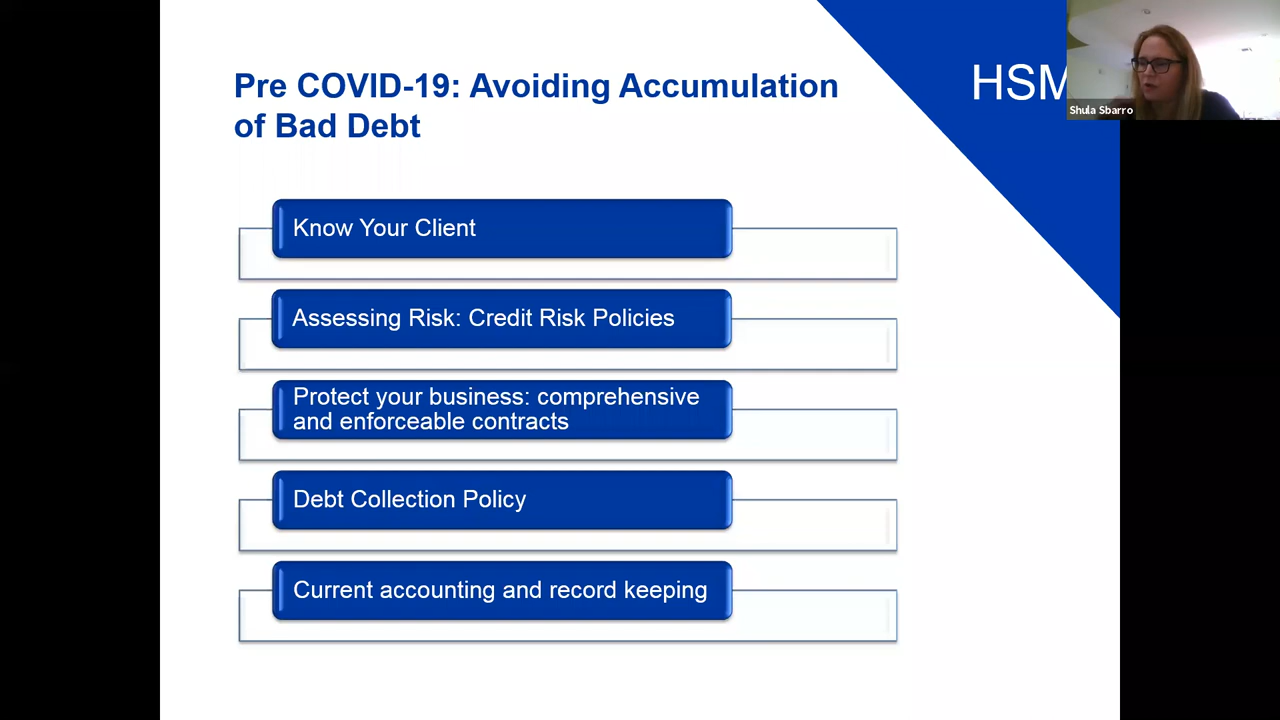 Pre COVID-19: Avoiding Accumulation
of Bad Debt
HSM
Shula Sbarro
Know Your Client
Assessing Risk: Credit Risk Policies
Protect your business: comprehensive
and enforceable contracts
Debt Collection Policy
Current accounting and record keeping